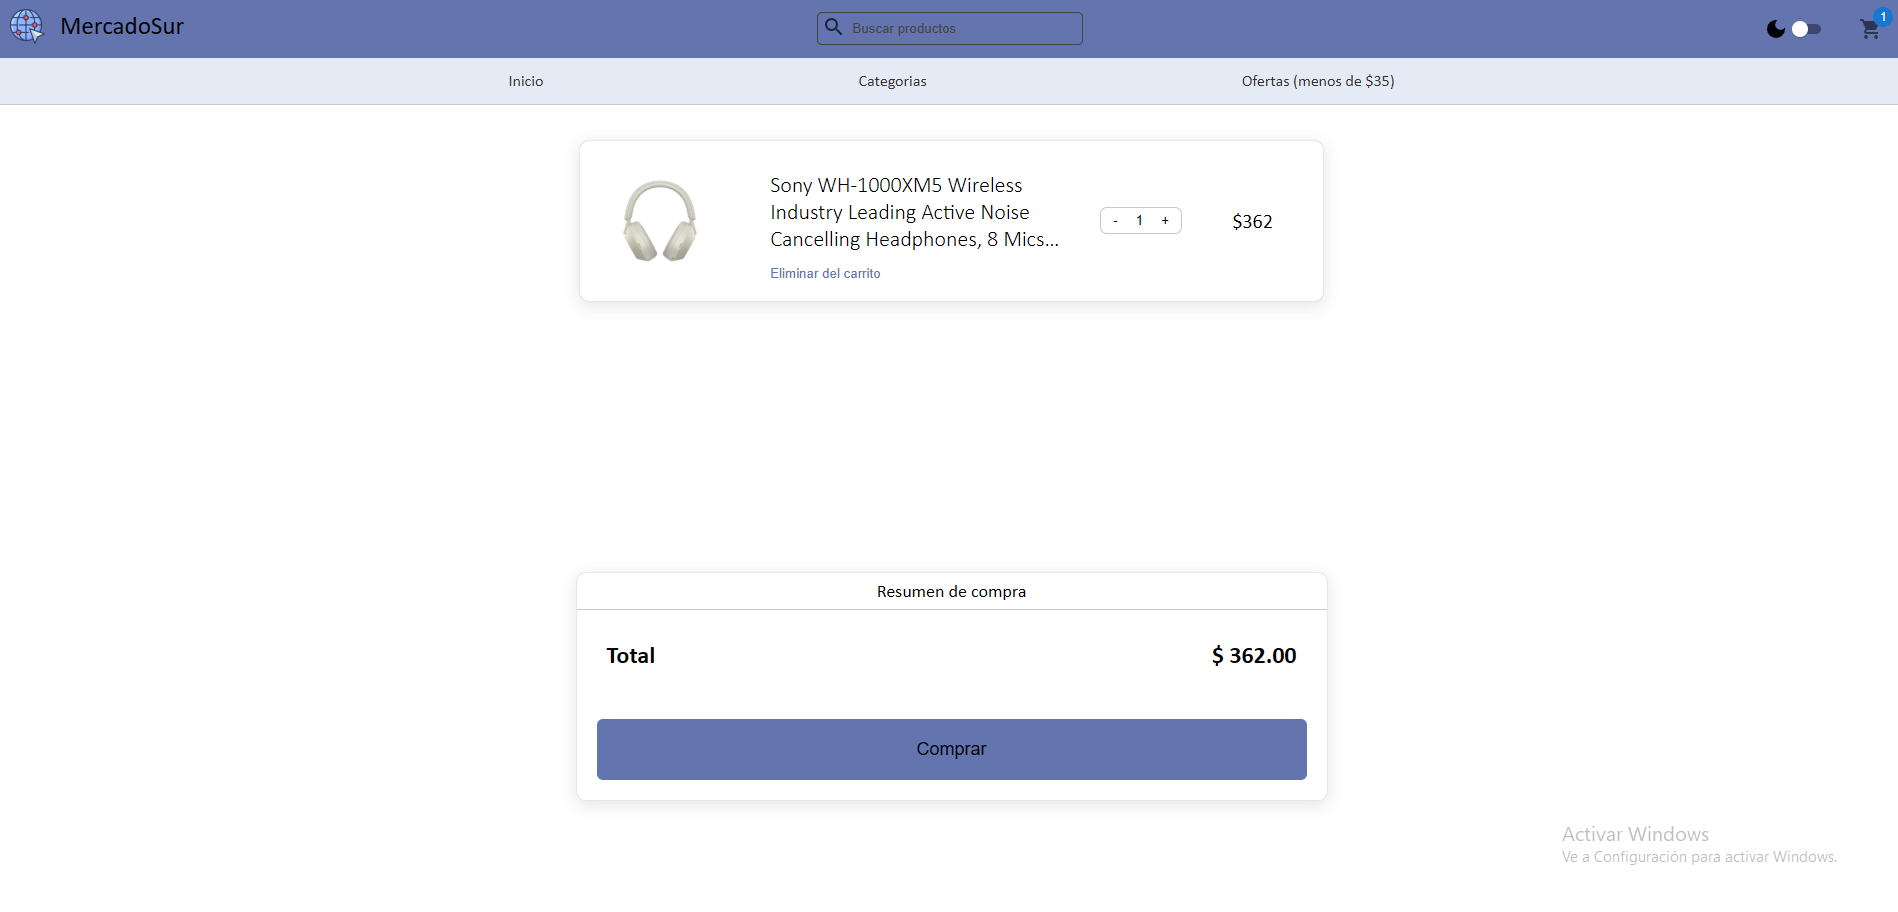 MercadoSur
Buscar productos
1
Inicio
Categorias
Ofertas (menos de $35)
Sony WH-1000XM5 Wireless
Industry Leading Active Noise
Cancelling Headphones, 8 Mics...
Eliminar del carrito
- 1 +
$362
Resumen de compra
Total
$ 362.00
Comprar
Activar Windows
Ve a Configuración para activar Windows.